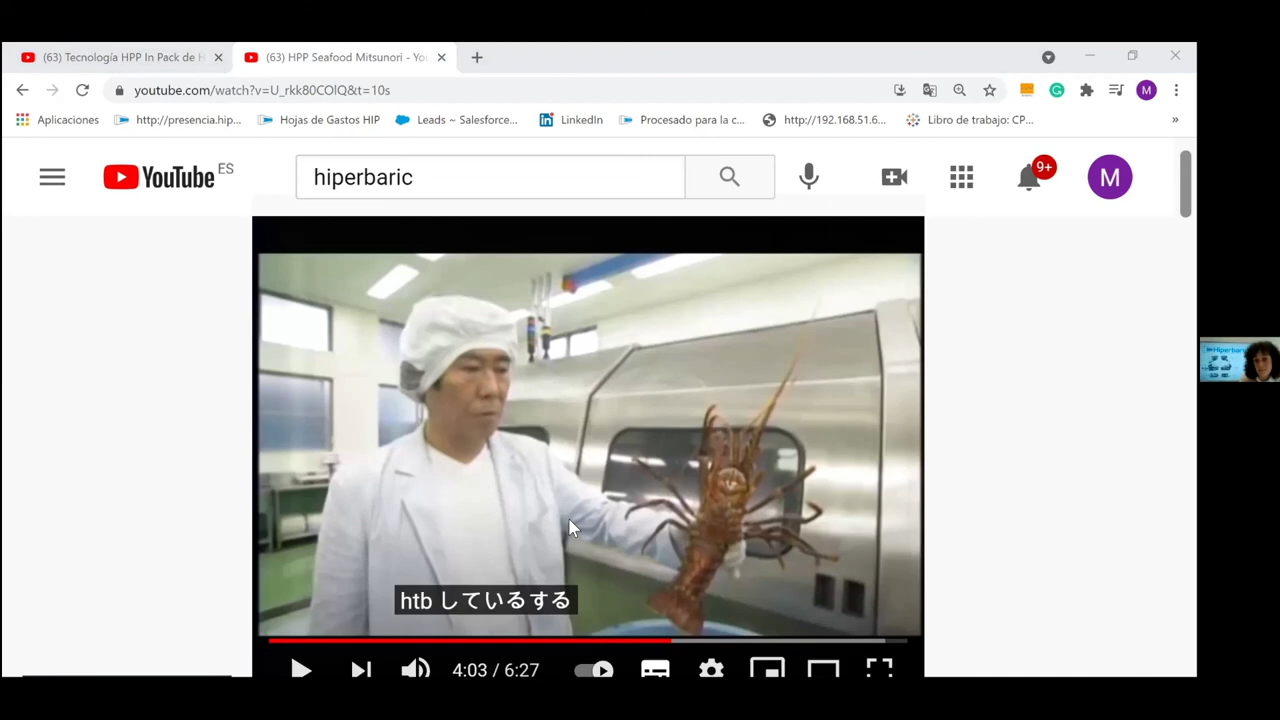 (63) Tecnología HPP In Pack de H
(63) HPP Seafood Mitsunori - You
youtube.com/watch?v=U_rkk80COlQ&t=10s
M
Aplicaciones
http://presencia.hip...
Hojas de Gastos HIP
Leads ~ Salesforce...
LinkedIn
Procesado para la c...
http://192.168.51.6...
Libro de trabajo: CP...
»
YouTube ES
hiperbaric
9+
M
Hiperbaric
htb しているする
4:03 / 6:27